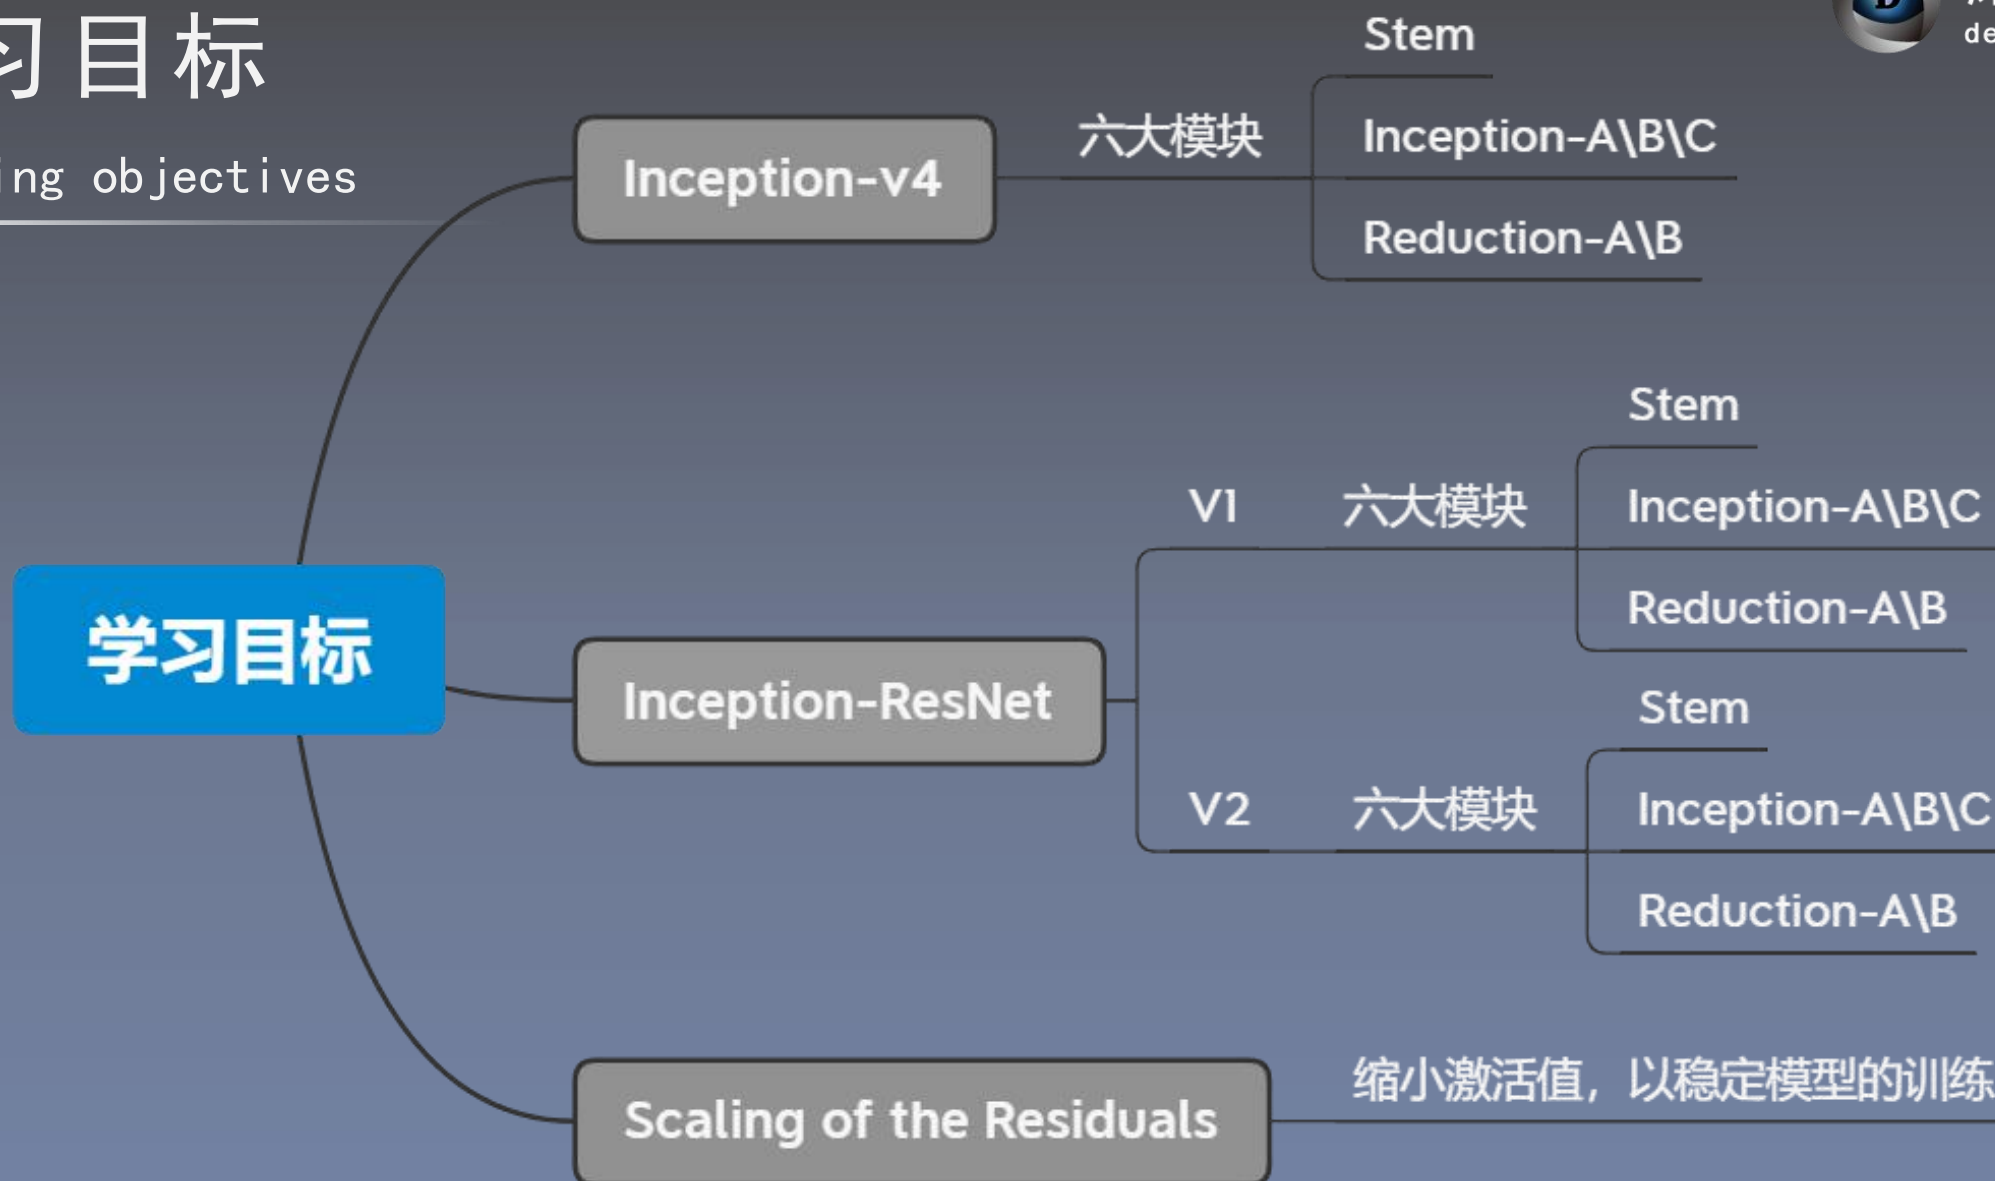 习目标
ing objectives
Stem
六大模块
Inception-A\B\C
Inception-v4
Reduction-A\B
Stem
V1
六大模块
Inception-A\B\C
Reduction-A\B
学习目标
Inception-ResNet
Stem
V2
六大模块
Inception-A\B\C
Reduction-A\B
Scaling of the Residuals
缩小激活值，以稳定模型的训练